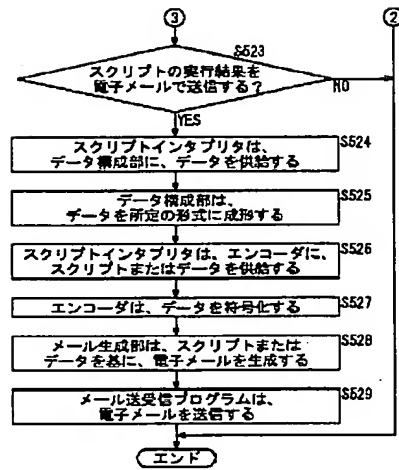 ③
②
S523
スクリプトの実行結果を
電子メールで送信する?
NO
YES
S524
スクリプトインタプリタは、
データ構成部に、データを供給する
S525
データ構成部は、
データを所定の形式に成形する
S526
スクリプトインタプリタは、エンコーダに、
スクリプトまたはデータを供給する
S527
エンコーダは、データを符号化する
S528
メール生成部は、スクリプトまたは
データを基に、電子メールを生成する
S529
メール送受信プログラムは、
電子メールを送信する
エンド